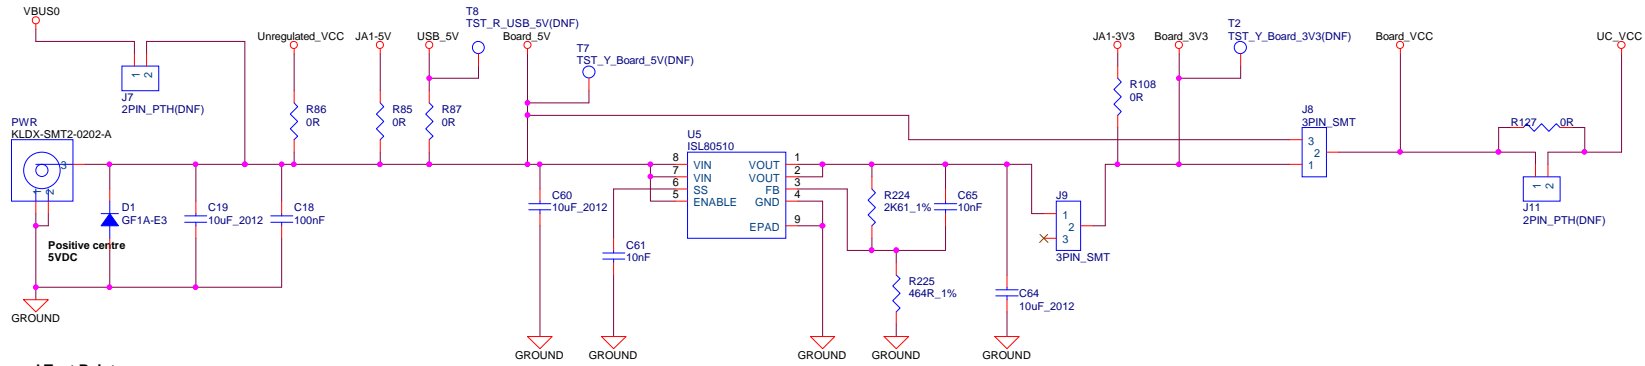 VBUS0
T8
TST_R_USB_5V(DNF)
Unregulated_VCC
JA1-5V
USB_5V
Board_5V
T7
TST_Y_Board_5V(DNF)
T2
TST_Y_Board_3V3(DNF)
JA1-3V3
Board_3V3
Board_VCC
UC_VCC
1
2
J7
2PIN_PTH(DNF)
R86
0R
R85
0R
R87
0R
R108
0R
J8
3PIN_SMT
3
2
1
R127
0R
1 2
J11
2PIN_PTH(DNF)
PWR
KLDX-SMT2-0202-A
3
1
2
D1
GF1A-E3
C19
10uF_2012
C18
100nF
Positive centre
5VDC
GROUND
C60
10uF_2012
C61
10nF
U5
ISL80510
8 VIN VOUT 1
7 VIN VOUT 2
6 SS FB 3
5 ENABLE GND 4
EPAD 9
R224
2K61_1%
C65
10nF
R225
464R_1%
C64
10uF_2012
J9
1
2
3
3PIN_SMT
GROUND
GROUND
GROUND
GROUND
GROUND